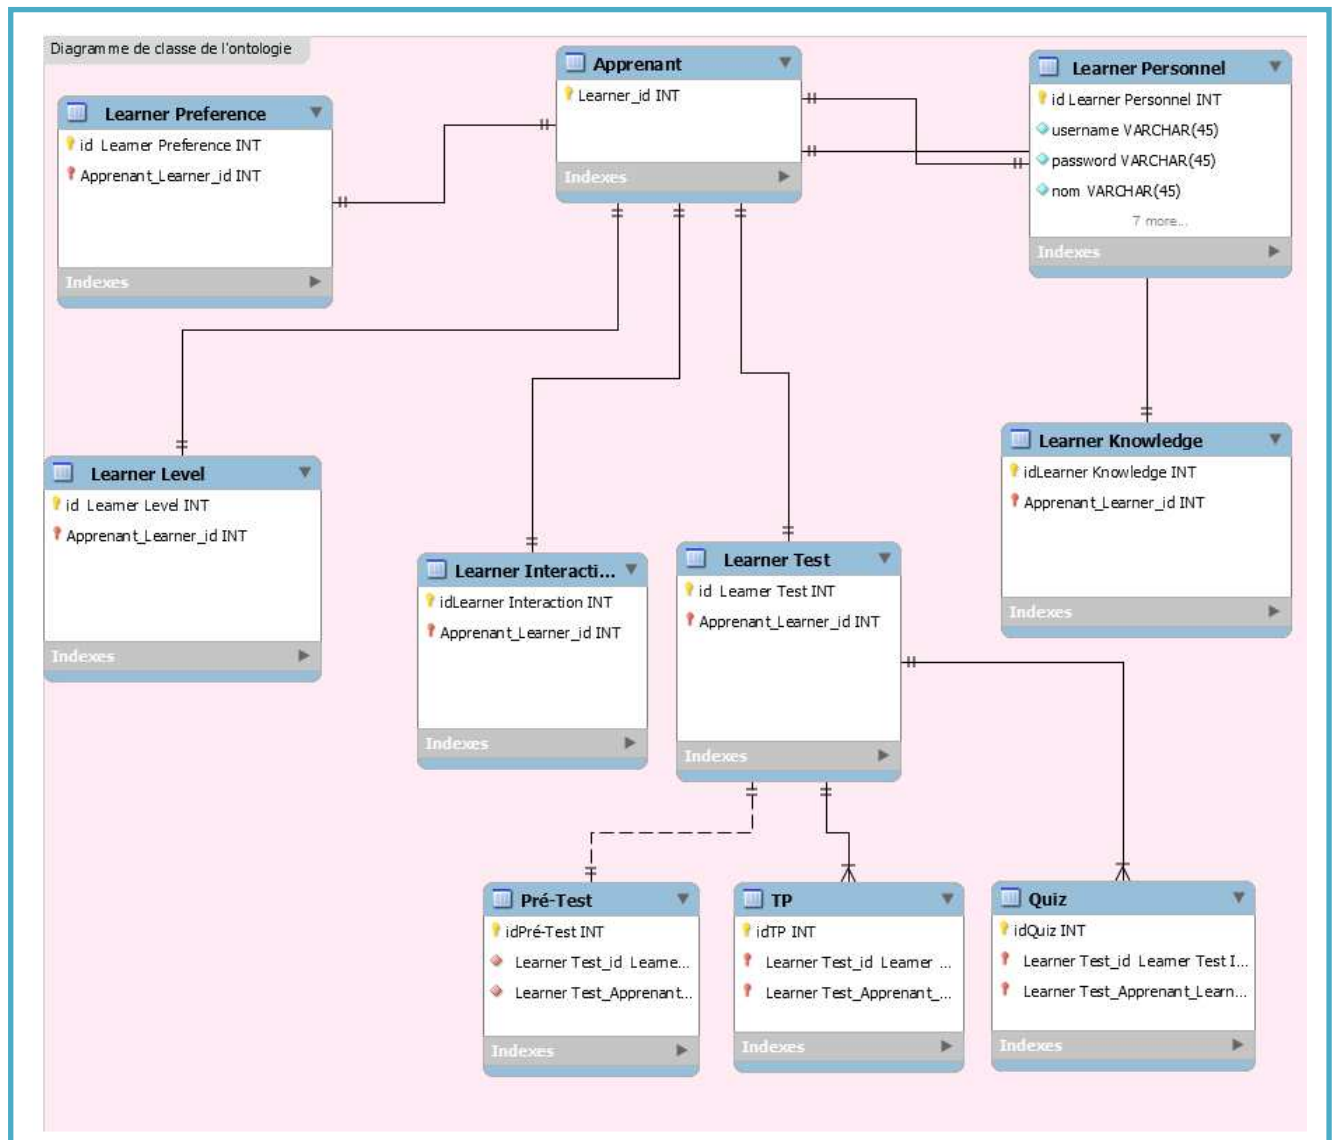 Diagramme de classe de l'ontologie
Apprenant
Learner_id INT
Indexes
Learner Personnel
id Learner Personnel INT
username VARCHAR(45)
password VARCHAR(45)
nom VARCHAR(45)
7 more...
Indexes
Learner Preference
id Learner Preference INT
Apprenant_Learner_id INT
Indexes
Learner Level
id Learner Level INT
Apprenant_Learner_id INT
Indexes
Learner Interacti...
idLearner Interaction INT
Apprenant_Learner_id INT
Indexes
Learner Test
id Learner Test INT
Apprenant_Learner_id INT
Indexes
Learner Knowledge
idLearner Knowledge INT
Apprenant_Learner_id INT
Indexes
Pré-Test
idPré-Test INT
Learner Test_id Learne...
Learner Test_Apprenant...
Indexes
TP
idTP INT
Learner Test_id Learner ...
Learner Test_Apprenant_...
Indexes
Quiz
idQuiz INT
Learner Test_id Learner Test I...
Learner Test_Apprenant_Learn...
Indexes